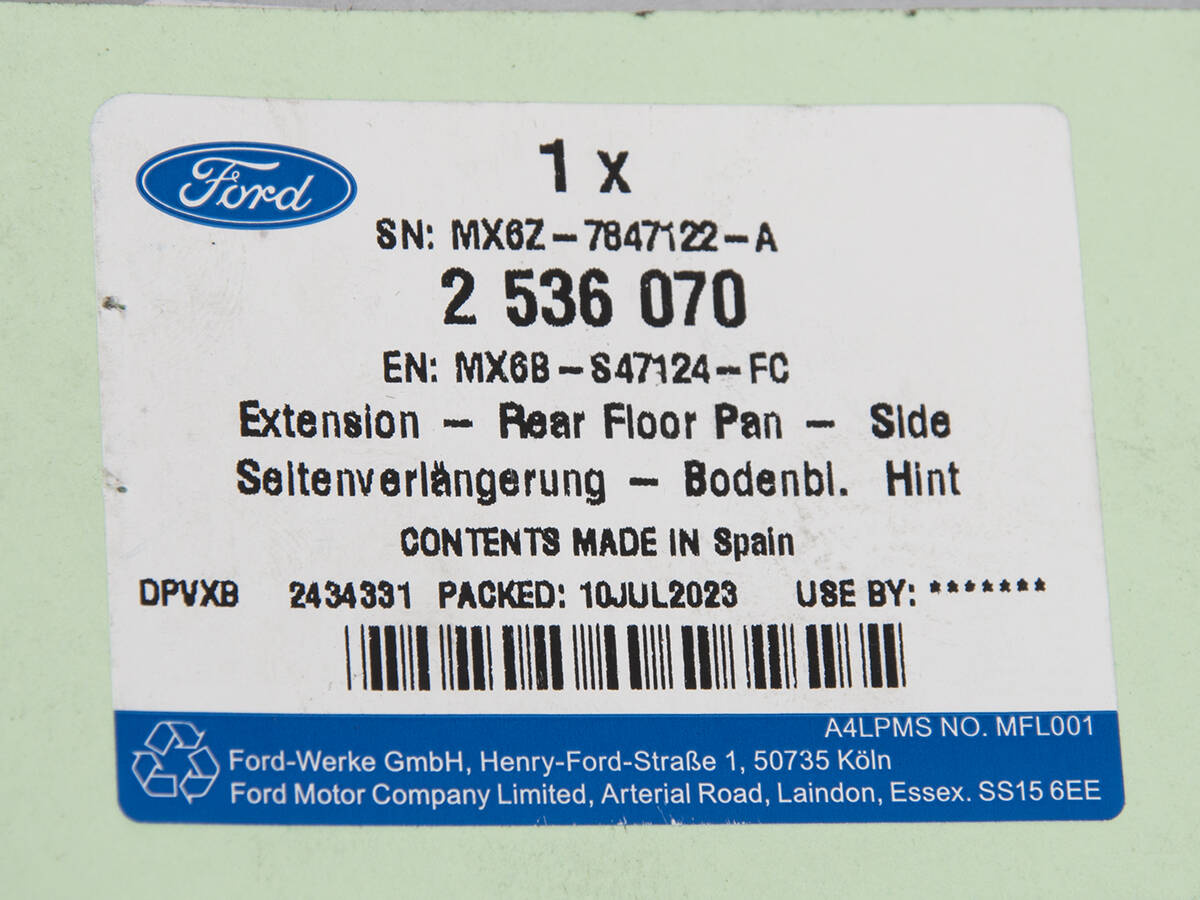 Ford
1 x
SN: MX6Z-7847122-A
2 536 070
EN: MX6B-S47124-FC
Extension - Rear Floor Pan - Side
Seitenverlängerung - Bodenbl. Hint
CONTENTS MADE IN Spain
DPVXB 2434331 PACKED: 10JUL2023 USE BY: *******
A4LPMS NO. MFL001
Ford-Werke GmbH, Henry-Ford-Straße 1, 50735 Köln
Ford Motor Company Limited, Arterial Road, Laindon, Essex. SS15 6EE